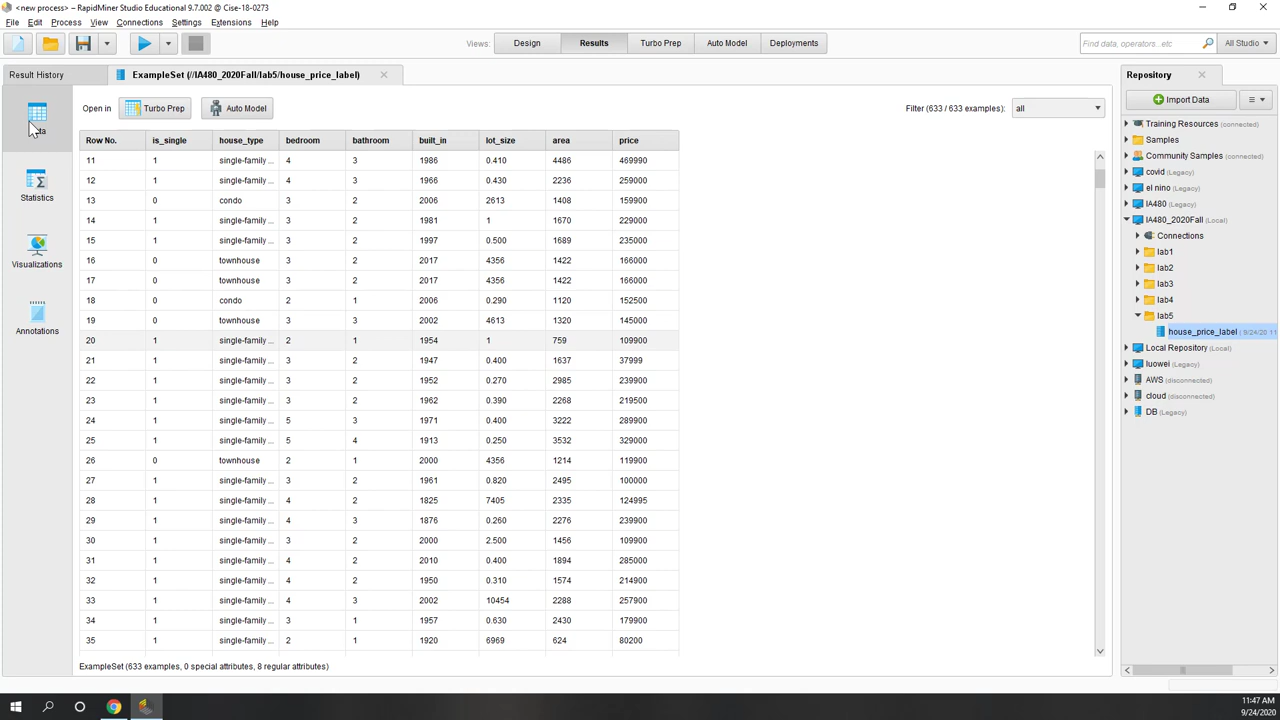 <new process> – RapidMiner Studio Educational 9.7.002 @ Cise-18-0273
File Edit Process View Connections Settings Extensions Help
Views: Design Results Turbo Prep Auto Model Deployments Find data, operators...etc All Studio
Result History ExampleSet (//IA480_2020Fall/lab5/house_price_label)
Open in Turbo Prep Auto Model Filter (633 / 633 examples): all
Row No. is_single house_type bedroom bathroom built_in lot_size area price
11 1 single-family ... 4 3 1986 0.410 4486 469990
12 1 single-family ... 4 3 1966 0.430 2236 259000
13 0 condo 3 2 2006 2613 1408 159900
14 1 single-family ... 3 2 1981 1 1670 229000
15 1 single-family ... 3 2 1997 0.500 1689 235000
16 0 townhouse 3 2 2017 4356 1422 166000
17 0 townhouse 3 2 2017 4356 1422 166000
18 0 condo 2 1 2006 0.290 1120 152500
19 0 townhouse 3 3 2002 4613 1320 145000
20 1 single-family ... 2 1 1954 1 759 109900
21 1 single-family ... 3 2 1947 0.400 1637 37999
22 1 single-family ... 3 2 1952 0.270 2985 239900
23 1 single-family ... 3 2 1962 0.390 2268 219500
24 1 single-family ... 5 3 1971 0.400 3222 289900
25 1 single-family ... 5 4 1913 0.250 3532 329000
26 0 townhouse 2 1 2000 4356 1214 119900
27 1 single-family ... 3 2 1961 0.820 2495 100000
28 1 single-family ... 4 2 1825 7405 2335 124995
29 1 single-family ... 4 3 1876 0.260 2276 239900
30 1 single-family ... 3 2 2000 2.500 1456 109900
31 1 single-family ... 4 2 2010 0.400 1894 285000
32 1 single-family ... 4 2 1950 0.310 1574 214900
33 1 single-family ... 4 3 2002 10454 2288 257900
34 1 single-family ... 3 1 1957 0.630 2430 179900
35 1 single-family ... 2 1 1920 6969 624 80200
ExampleSet (633 examples, 0 special attributes, 8 regular attributes)
Statistics
Visualizations
Annotations
Repository
Import Data
Training Resources (connected)
Samples
Community Samples (connected)
covid (Legacy)
el nino (Legacy)
IA480 (Legacy)
IA480_2020Fall (Local)
Connections
lab1
lab2
lab3
lab4
lab5
house_price_label (9/24/20 11
Local Repository (Local)
luowei (Legacy)
AWS (disconnected)
cloud (disconnected)
DB (Legacy)
11:47 AM
9/24/2020